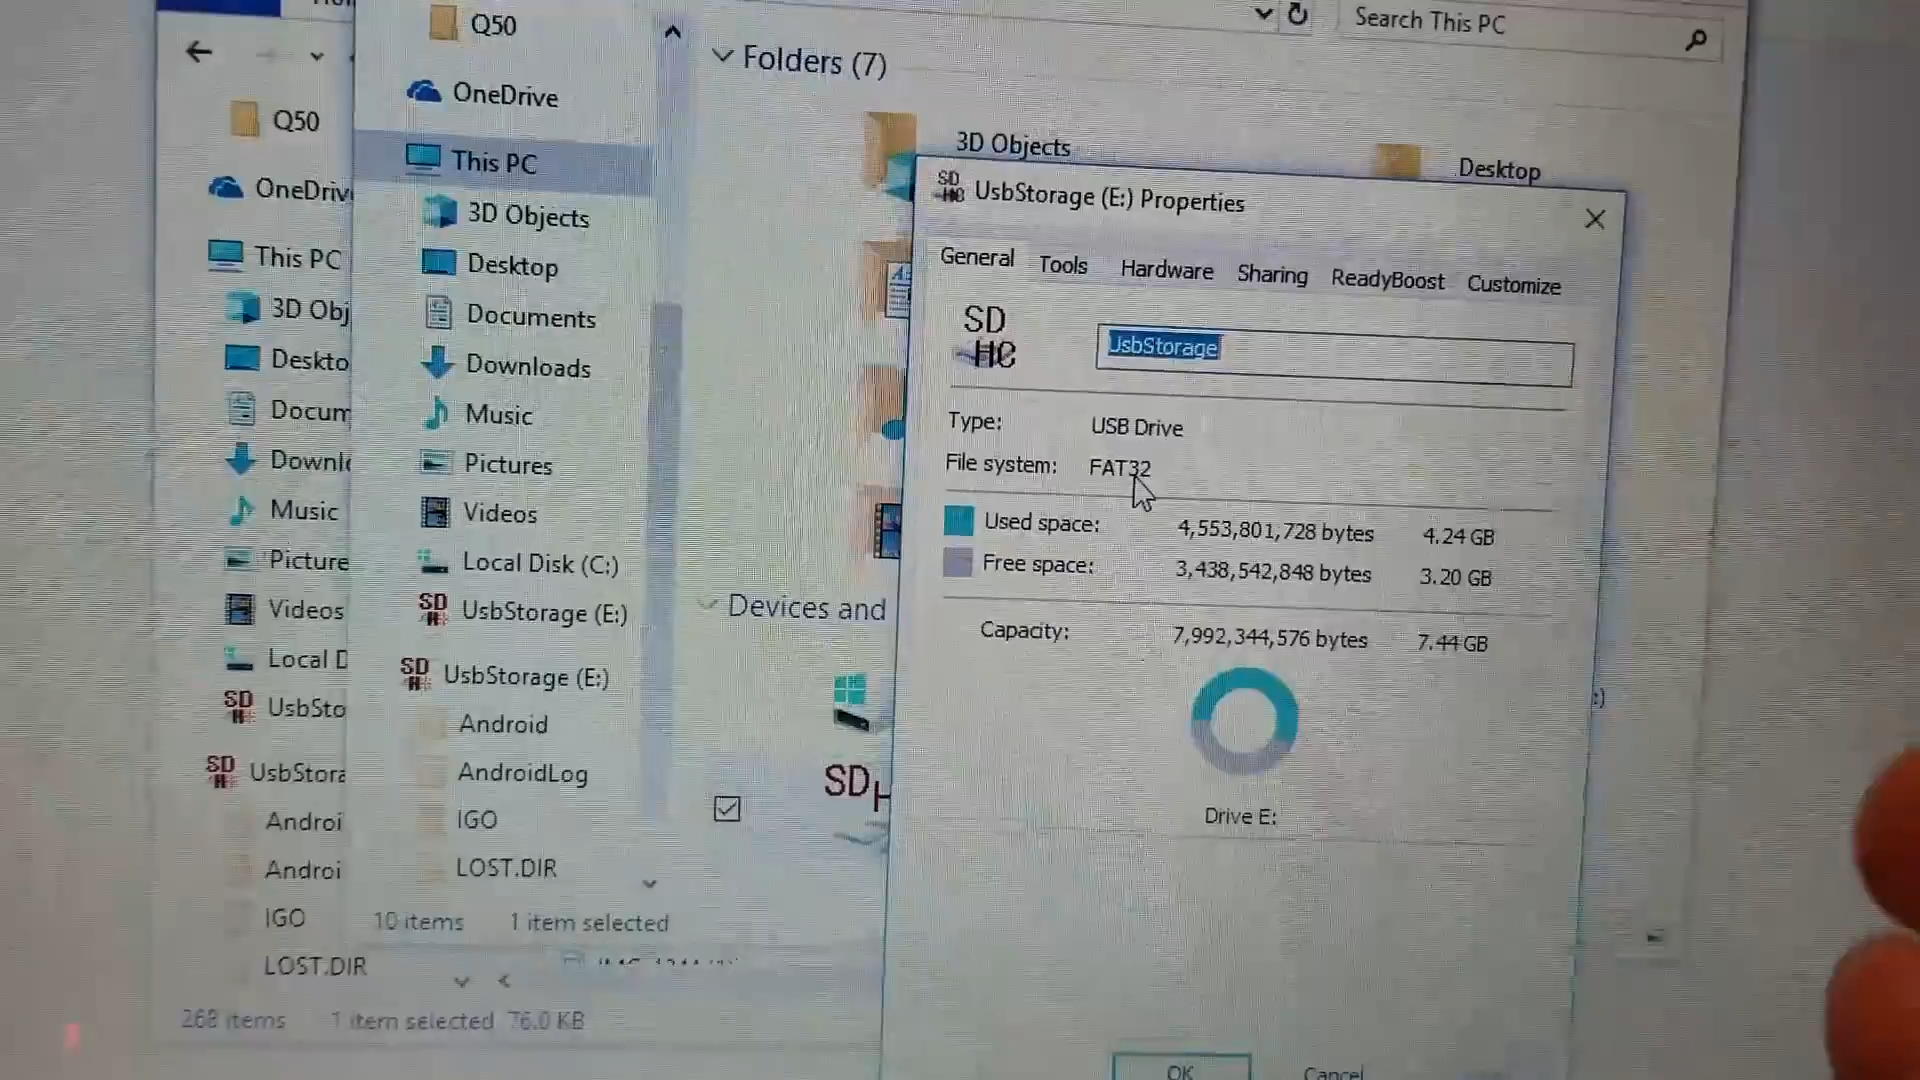 Q50
OneDriv
This PC
3D Obj
Deskto
Docum
Downl
Music
Picture
Videos
Local D
UsbSto
UsbStora
Androi
Androi
IGO
LOST.DIR
268 items 1 item selected 76.0 KB
Q50
OneDrive
This PC
3D Objects
Desktop
Documents
Downloads
Music
Pictures
Videos
Local Disk (C:)
UsbStorage (E:)
UsbStorage (E:)
Android
AndroidLog
IGO
LOST.DIR
10 items 1 item selected
Search This PC
Folders (7)
3D Objects
Desktop
Devices and
SD
UsbStorage (E:) Properties
General Tools Hardware Sharing ReadyBoost Customize
SD
HC
UsbStorage
Type: USB Drive
File system: FAT32
Used space: 4,553,801,728 bytes 4.24 GB
Free space: 3,438,542,848 bytes 3.20 GB
Capacity: 7,992,344,576 bytes 7.44 GB
Drive E:
OK Cancel
:)